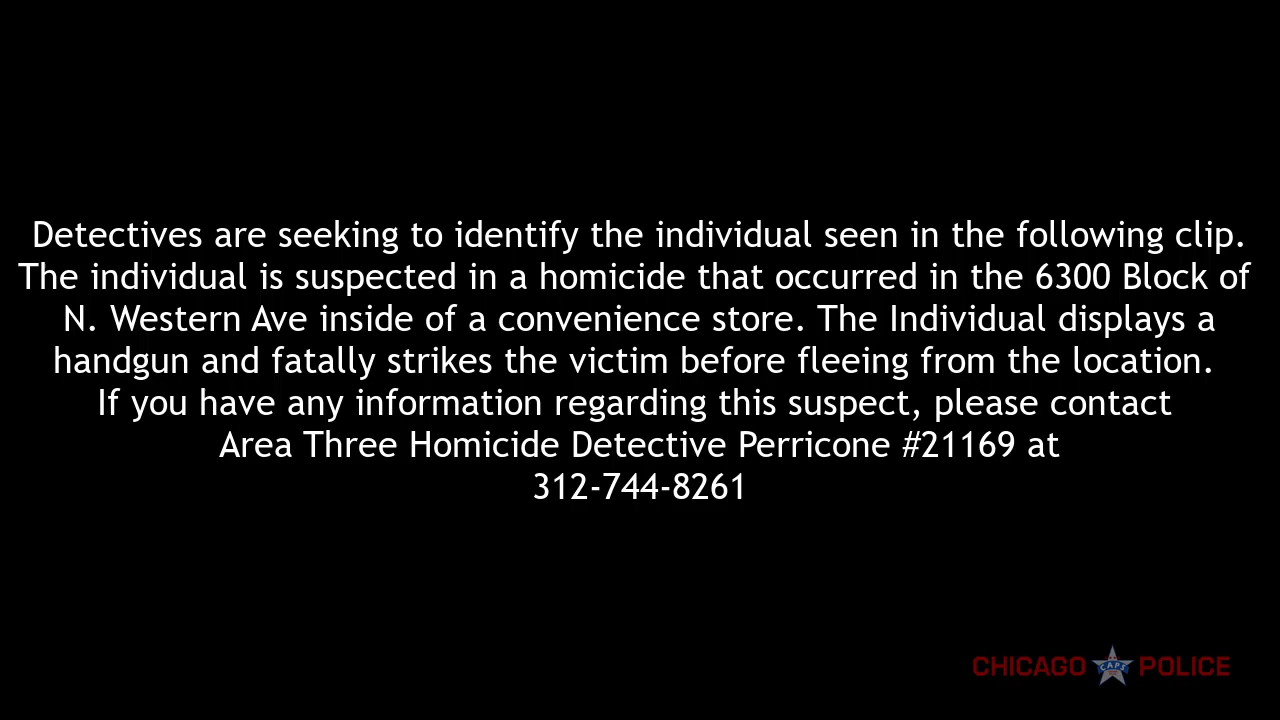 Detectives are seeking to identify the individual seen in the following clip.
The individual is suspected in a homicide that occurred in the 6300 Block of
N. Western Ave inside of a convenience store. The Individual displays a
handgun and fatally strikes the victim before fleeing from the location.
If you have any information regarding this suspect, please contact
Area Three Homicide Detective Perricone #21169 at
312-744-8261
CHICAGO CAPS POLICE